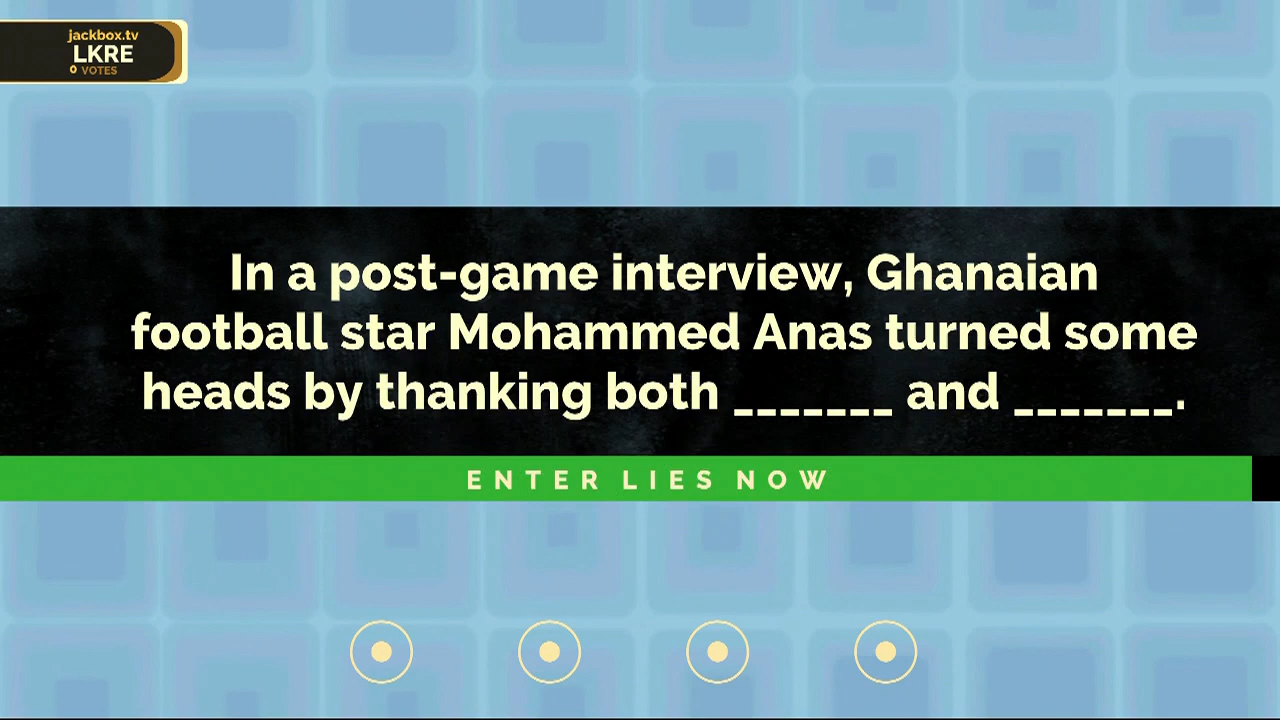 jackbox.tv
LKRE
0 VOTES
In a post-game interview, Ghanaian
football star Mohammed Anas turned some
heads by thanking both _______ and _______.
ENTER LIES NOW